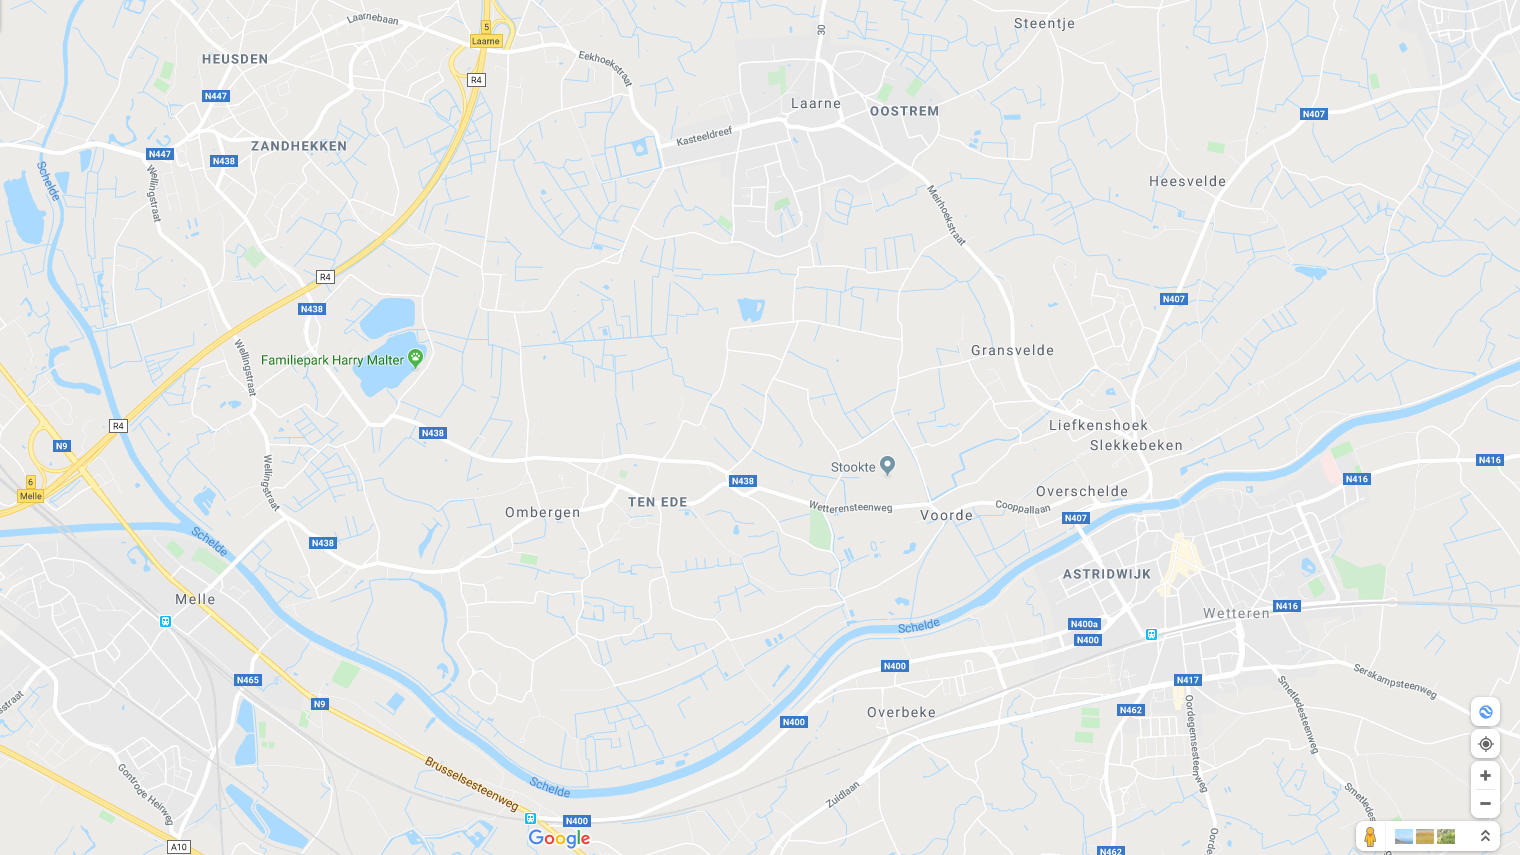 Laarnebaan
5
Laarne
Steentje
30
HEUSDEN
Eekhoekstraat
R4
N447
Laarne
OOSTREM
N407
Kasteeldreef
ZANDHEKKEN
N447
N438
Schelde
Wellingstraat
Heesvelde
Meirhoekstraat
R4
N438
N407
Wellingstraat
Familiepark Harry Malter
Gransvelde
R4
N438
Liefkenshoek
Slekkebeken
N9
Wellingstraat
Stookte
N416
6
Melle
N438
N416
TEN EDE
Overschelde
Ombergen
Wetterensteenweg
Voorde
Cooppallaan
N407
Schelde
N438
ASTRIDWIJK
Melle
N416
Wetteren
Schelde
N400a
N400
N400
N465
N417
Serskampsteenweg
N9
N462
Overbeke
N400
Oordegemsesteenweg
Smetledesteenweg
Brusselsesteenweg
Schelde
Gontrode Heirweg
Zuidlaan
N400
Google
A10
N462